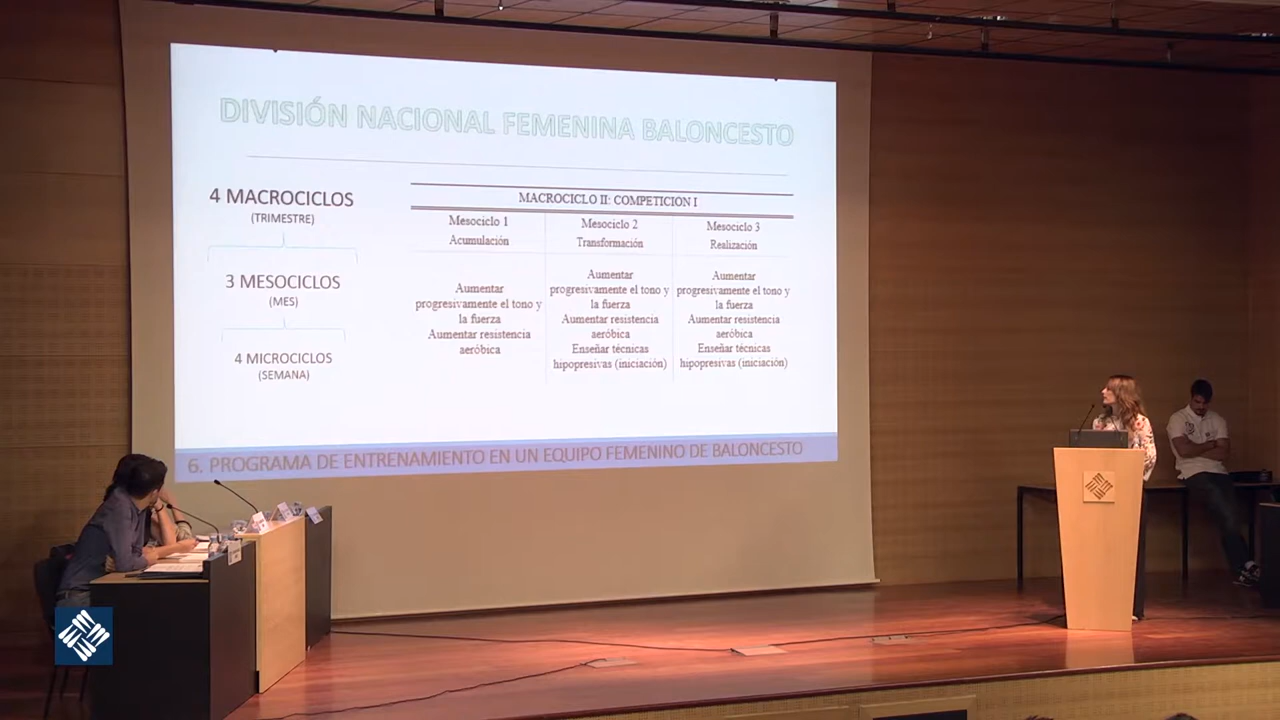 DIVISIÓN NACIONAL FEMENINA BALONCESTO
4 MACROCICLOS
(TRIMESTRE)
3 MESOCICLOS
(MES)
4 MICROCICLOS
(SEMANA)
MACROCICLO II: COMPETICION I
Mesociclo 1
Acumulación
Mesociclo 2
Transformación
Mesociclo 3
Realización
Aumentar
progresivamente el tono y
la fuerza
Aumentar resistencia
aeróbica
Aumentar
progresivamente el tono y
la fuerza
Aumentar resistencia
aeróbica
Enseñar técnicas
hipopresivas (iniciación)
Aumentar
progresivamente el tono y
la fuerza
Aumentar resistencia
aeróbica
Enseñar técnicas
hipopresivas (iniciación)
6. PROGRAMA DE ENTRENAMIENTO EN UN EQUIPO FEMENINO DE BALONCESTO